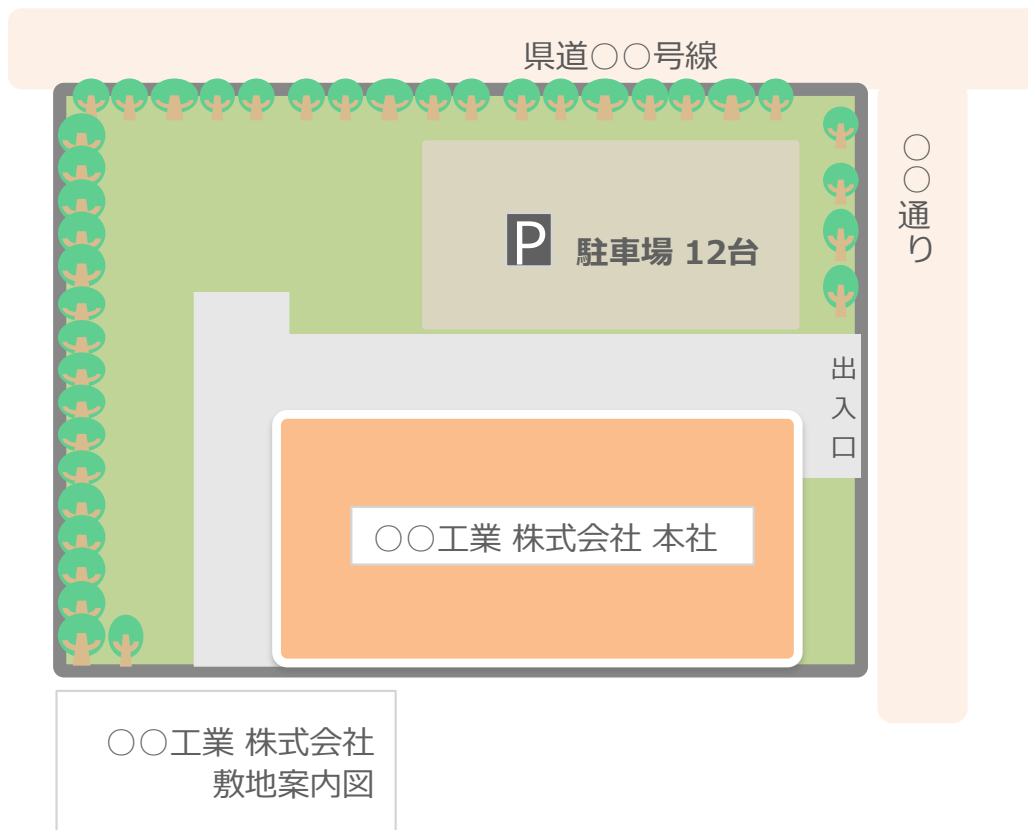 県道○○号線
○○通り
P 駐車場 12台
出入口
○○工業 株式会社 本社
○○工業 株式会社
敷地案内図